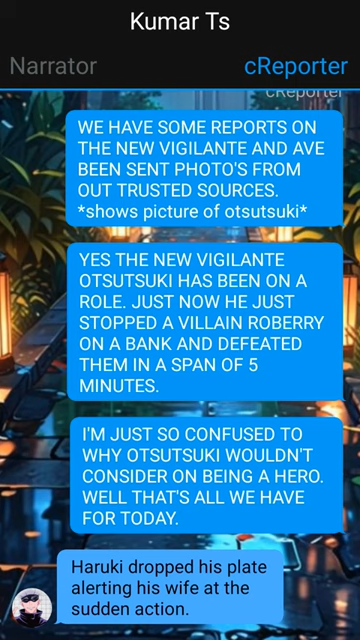 Kumar Ts
Narrator
cReporter
cReporter
WE HAVE SOME REPORTS ON
THE NEW VIGILANTE AND AVE
BEEN SENT PHOTO'S FROM
OUT TRUSTED SOURCES.
*shows picture of otsutsuki*
YES THE NEW VIGILANTE
OTSUTSUKI HAS BEEN ON A
ROLE. JUST NOW HE JUST
STOPPED A VILLAIN ROBERRY
ON A BANK AND DEFEATED
THEM IN A SPAN OF 5
MINUTES.
I'M JUST SO CONFUSED TO
WHY OTSUTSUKI WOULDN'T
CONSIDER ON BEING A HERO.
WELL THAT'S ALL WE HAVE
FOR TODAY.
Haruki dropped his plate
alerting his wife at the
sudden action.